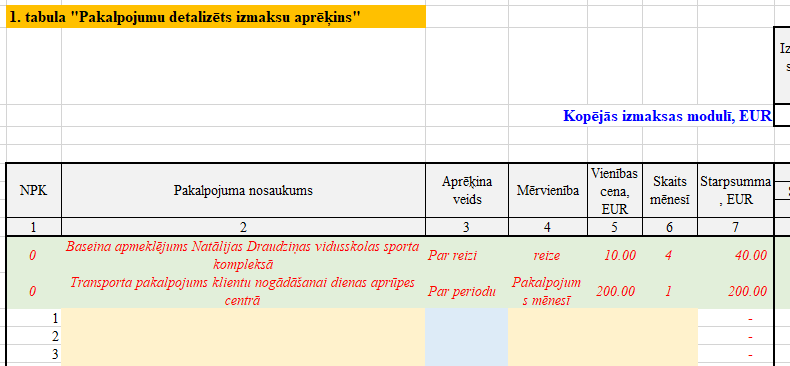 1. tabula "Pakalpojumu detalizēts izmaksu aprēķins"
Kopējās izmaksas modulī, EUR
NPK Pakalpojuma nosaukums Aprēķina veids Mērvienība Vienības cena, EUR Skaits mēnesī Starpsumma, EUR
1 2 3 4 5 6 7
0 Baseina apmeklējums Natālijas Draudziņas vidusskolas sporta kompleksā Par reizi reize 10.00 4 40.00
0 Transporta pakalpojums klientu nogādāšanai dienas aprūpes centrā Par periodu Pakalpojums mēnesī 200.00 1 200.00
1 -
2 -
3 -